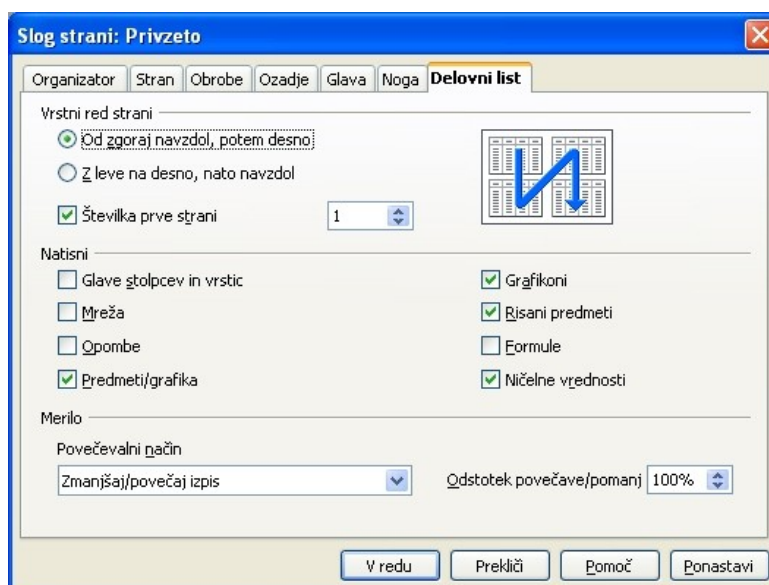 Slog strani: Privzeto
Organizator Stran Obrobe Ozadje Glava Noga Delovni list
Vrstni red strani
Od zgoraj navzdol, potem desno
Z leve na desno, nato navzdol
Številka prve strani 1
Natisni
Glave stolpcev in vrstic Grafikoni
Mreža Risani predmeti
Opombe Formule
Predmeti/grafika Ničelne vrednosti
Merilo
Povečevalni način
Zmanjšaj/povečaj izpis Odstotek povečave/pomanj 100%
V redu Prekliči Pomoč Ponastavi